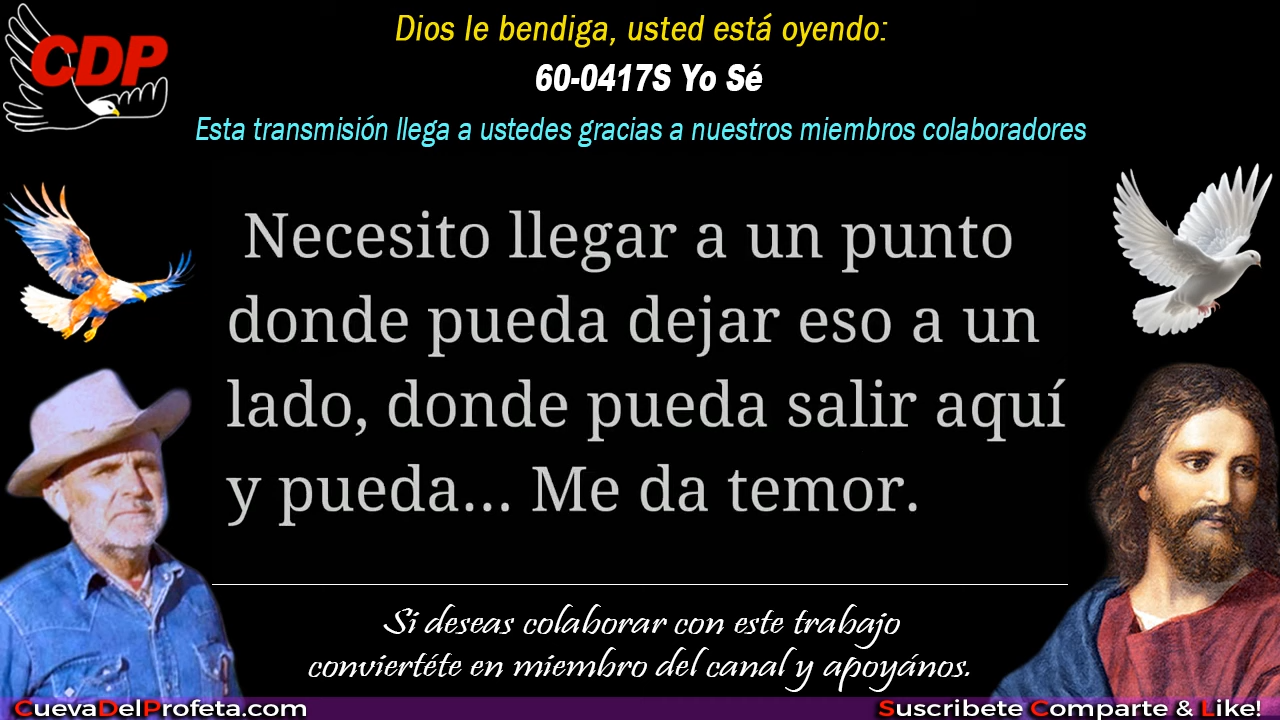 CDP
Dios le bendiga, usted está oyendo:
60-0417S Yo Sé
Esta transmisión llega a ustedes gracias a nuestros miembros colaboradores
Necesito llegar a un punto
donde pueda dejar eso a un
lado, donde pueda salir aquí
y pueda... Me da temor.
Si deseas colaborar con este trabajo
conviertéte en miembro del canal y apoyános.
CuevaDelProfeta.com
Suscribete Comparte & Like!